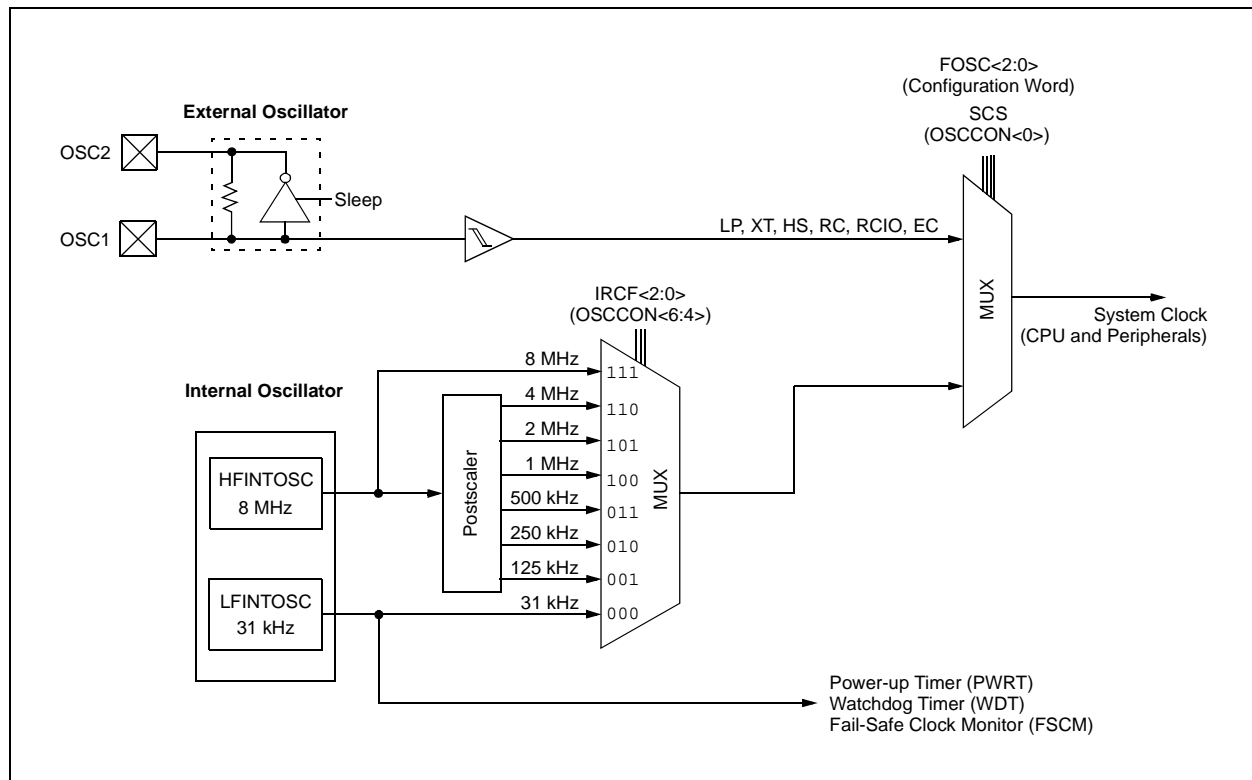 FOSC<2:0>
(Configuration Word)
SCS
(OSCCON<0>)
External Oscillator
OSC2
Sleep
OSC1
LP, XT, HS, RC, RCIO, EC
IRCF<2:0>
(OSCCON<6:4>)
MUX
System Clock
(CPU and Peripherals)
Internal Oscillator
HFINTOSC
8 MHz
LFINTOSC
31 kHz
Postscaler
8 MHz
111
4 MHz
110
2 MHz
101
1 MHz
100
500 kHz
011
250 kHz
010
125 kHz
001
31 kHz
000
MUX
Power-up Timer (PWRT)
Watchdog Timer (WDT)
Fail-Safe Clock Monitor (FSCM)